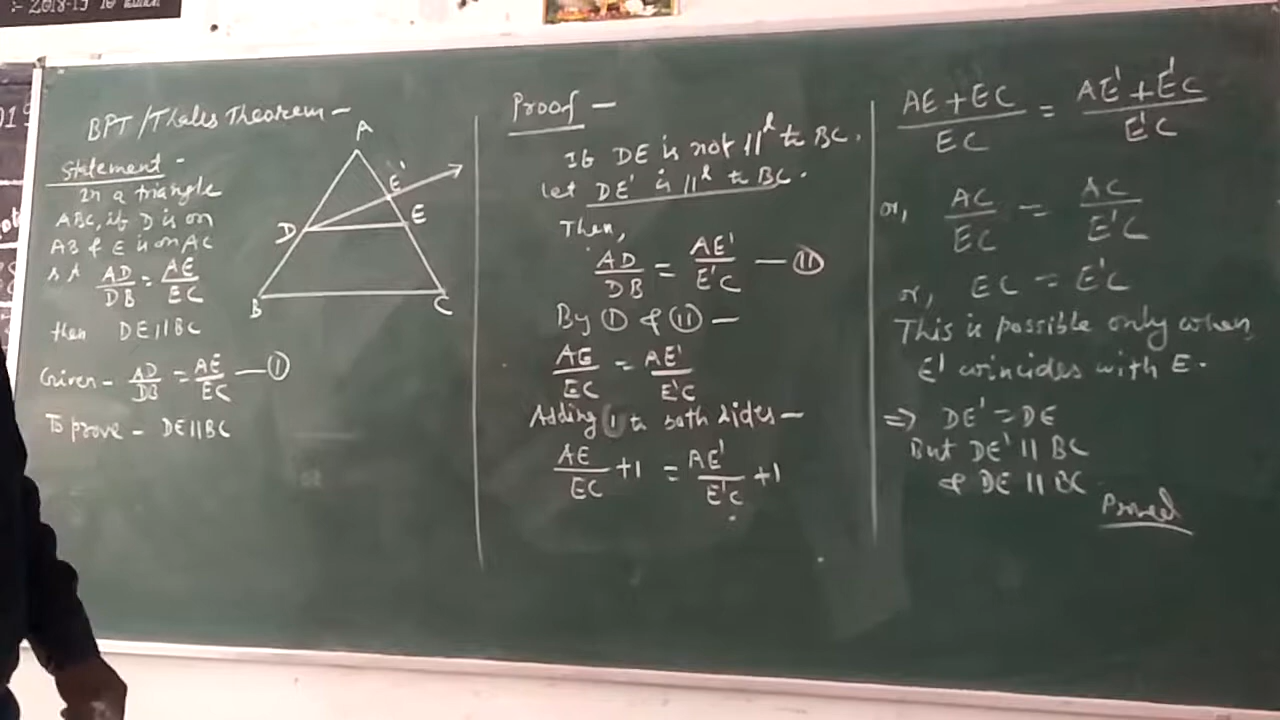 :- 2018-19
BPT/Thales Theorem -
Statement -
In a triangle
ABC, if D is on
AB & E is on AC
s.t AD/DB = AE/EC
then DE||BC
Given - AD/DB = AE/EC — (I)
To prove - DE||BC
A
E'
D
E
B
C
Proof -
If DE is not ||l to BC.
let DE' is ||l to BC.
Then,
AD/DB = AE'/E'C — (II)
By (I) & (II) -
AE/EC = AE'/E'C
Adding 1 to both sides -
AE/EC +1 = AE'/E'C +1
AE+EC/EC = AE'+E'C/E'C
or, AC/EC = AC/E'C
or, EC = E'C
This is possible only when
E' coincides with E.
=> DE' = DE
But DE' || BC
& DE || BC
Proved